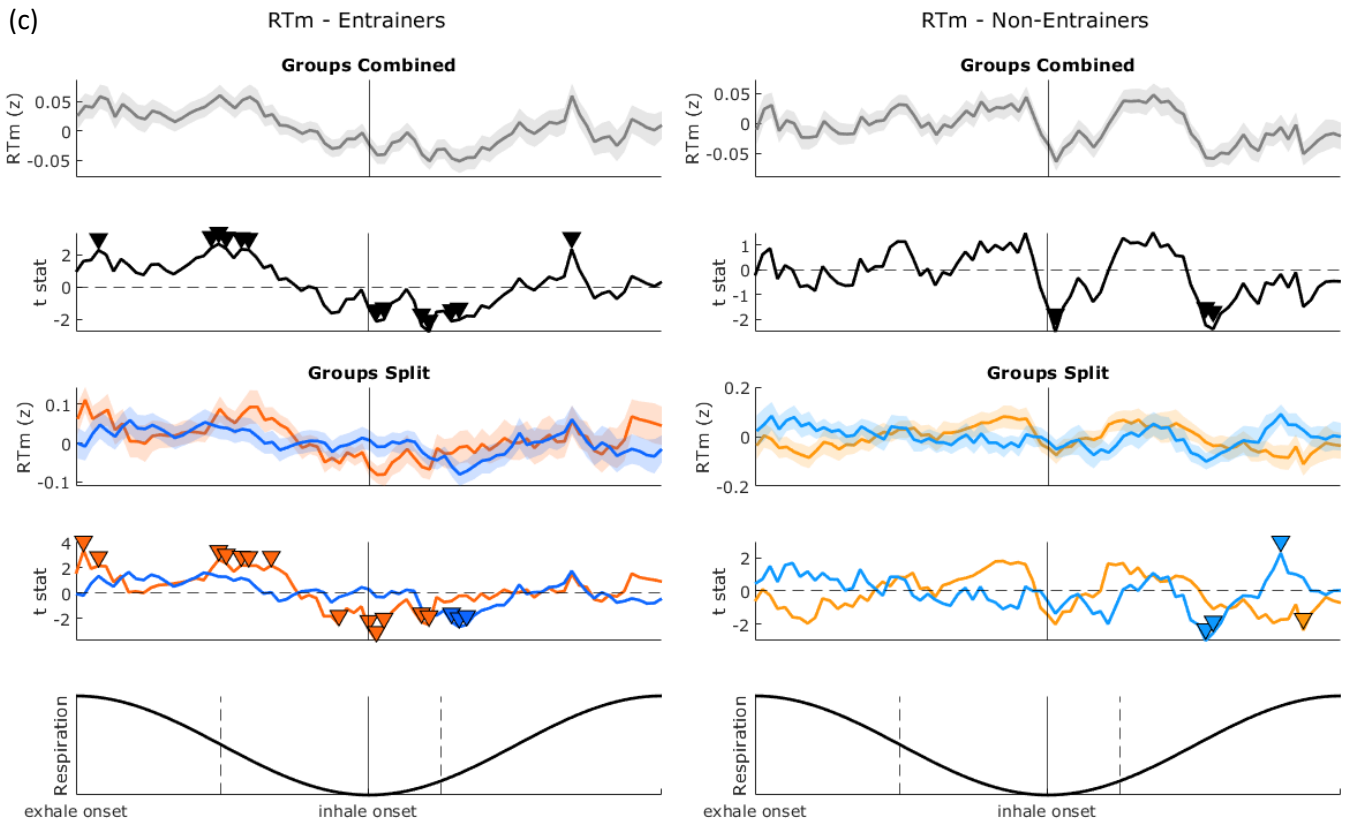 (c)
RTm - Entrainers
RTm - Non-Entrainers
Groups Combined
RTm (z)
0.05
0
-0.05
Groups Combined
RTm (z)
0.05
0
-0.05
t stat
2
0
-2
t stat
1
0
-1
-2
Groups Split
RTm (z)
0.1
0
-0.1
Groups Split
RTm (z)
0.2
0
-0.2
t stat
4
2
0
-2
t stat
2
0
-2
Respiration
exhale onset
inhale onset
Respiration
exhale onset
inhale onset